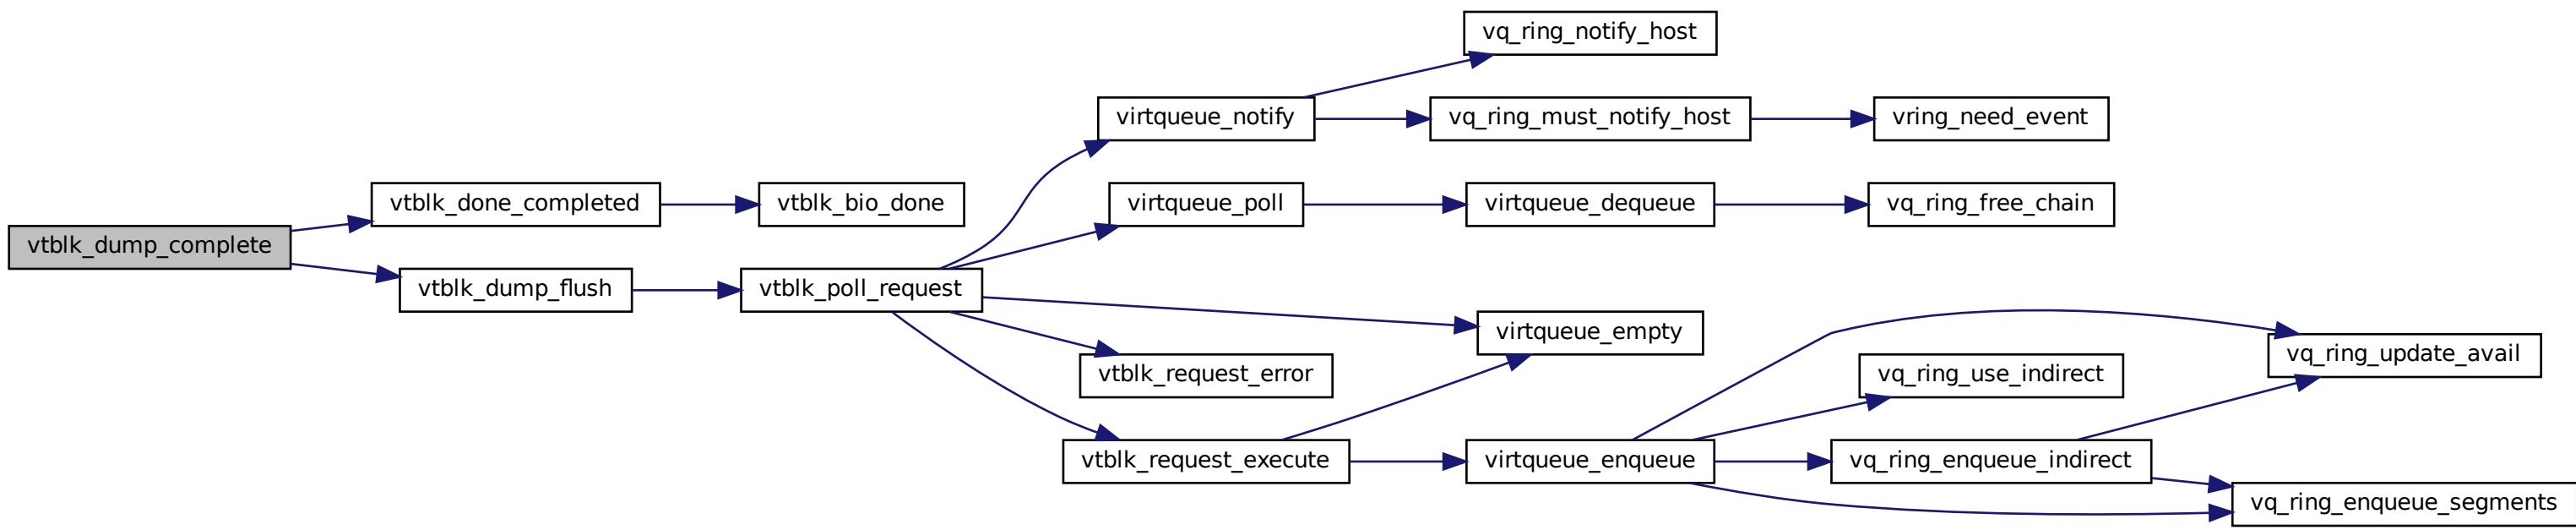 vtblk_dump_complete
vtblk_done_completed
vtblk_bio_done
vtblk_dump_flush
vtblk_poll_request
virtqueue_notify
vq_ring_notify_host
vq_ring_must_notify_host
vring_need_event
virtqueue_poll
virtqueue_dequeue
vq_ring_free_chain
virtqueue_empty
vtblk_request_error
vtblk_request_execute
virtqueue_enqueue
vq_ring_update_avail
vq_ring_use_indirect
vq_ring_enqueue_indirect
vq_ring_enqueue_segments